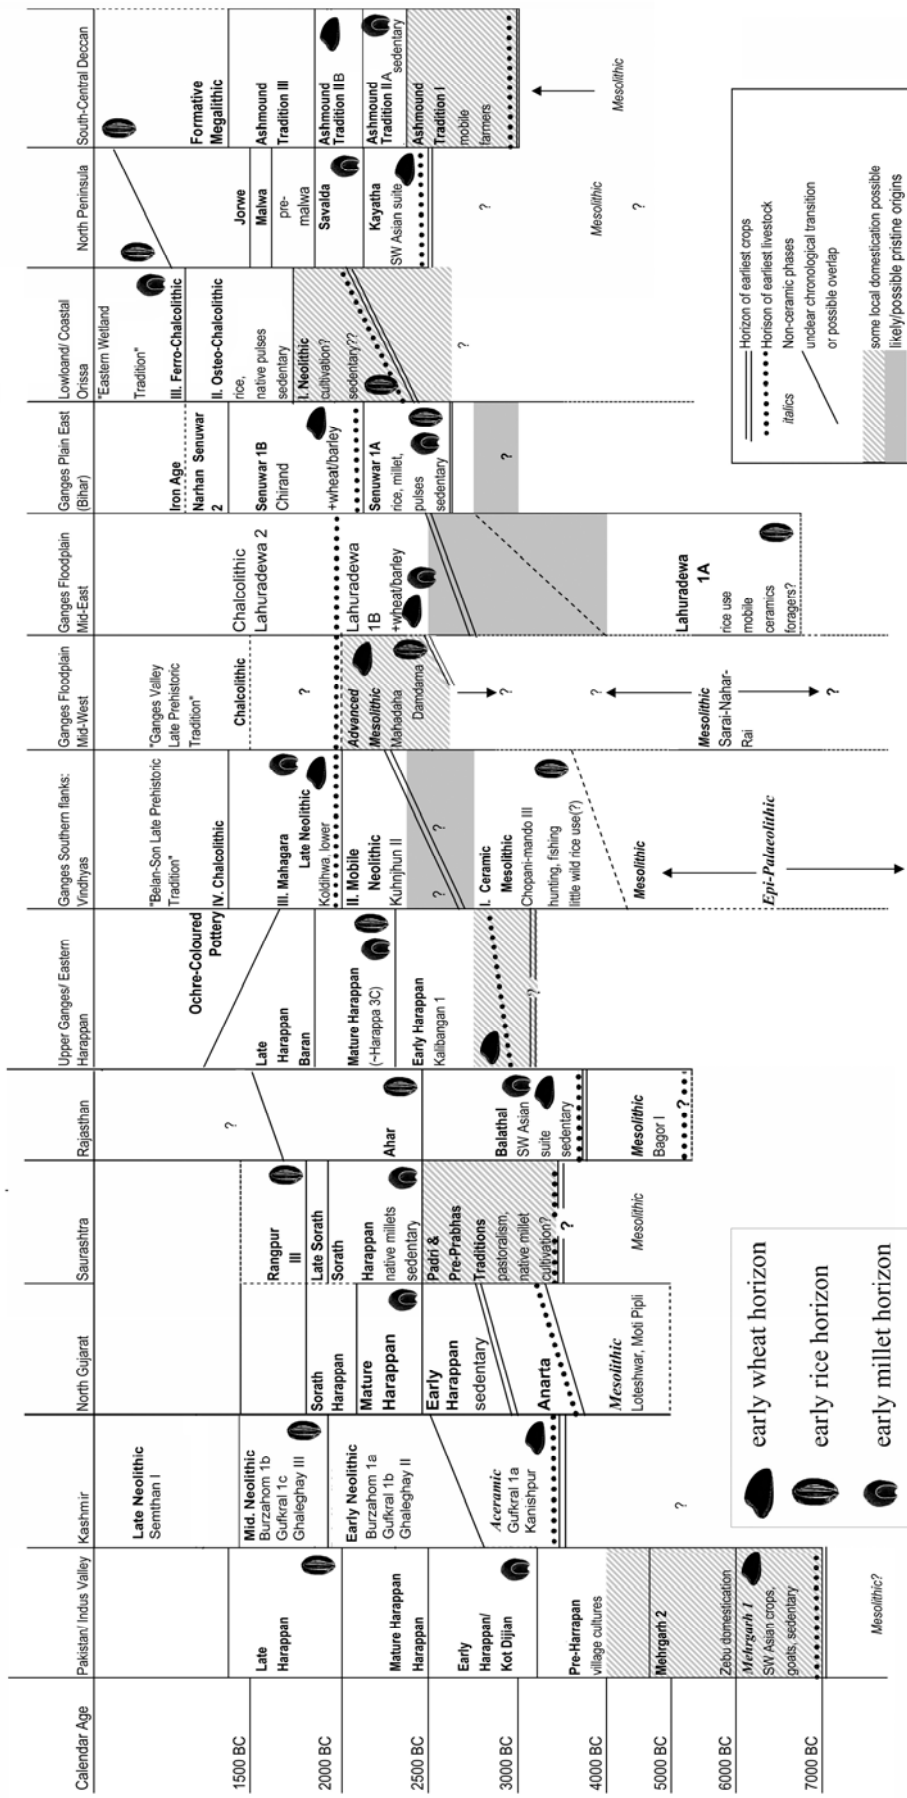 Calendar Age
1500 BC
2000 BC
2500 BC
3000 BC
4000 BC
5000 BC
6000 BC
7000 BC
Pakistan/ Indus Valley
Late
Harappan
Mature Harappan
Harappan
Early
Harappan/
Kot Dijian
Pre-Harrapan
village cultures
Mehrgarh 2
Zebu domestication
Mehrgarh 1
SW Asian crops.
goats, sedentary
Mesolithic?
Kashmir
Late Neolithic
Semthan I
Mid. Neolithic
Burzahom 1b
Gufkral 1c
Ghaleghay III
Early Neolithic
Burzahom 1a
Gufkral 1b
Ghaleghay II
Aceramic
Gufkral 1a
Kanishpur
?
North Gujarat
Sorath
Harappan
Mature
Harappan
Early
Harappan
sedentary
Anarta
Mesolithic
Loteshwar, Moti Pipli
Saurashtra
Rangpur
III
Late Sorath
Sorath
Harappan
native millets
sedentary
Padri &
Pre-Prabhas
Traditions
pastoralism,
native millet
cultivation?
?
Mesolithic
Rajasthan
?
Ahar
Balathal
SW Asian
suite
sedentary
Mesolithic
Bagor I
?
Upper Ganges/ Eastern
Harappan
Ochre-Coloured
Pottery
Late
Harappan
Baran
Mature Harappan
(~Harappa 3C)
Early Harappan
Kalibangan 1
?
Ganges Southern flanks:
Vindhyas
"Belan-Son Late Prehistoric
Tradition"
IV. Chalcolithic
III. Mahagara
Late Neolithic
Koldihwa, lower
II. Mobile
Neolithic
Kuhnjhun II
? ?
I. Ceramic
Mesolithic
Chopani-mando III
hunting, fishing
little wild rice use(?)
Mesolithic
Epi-Palaeolithic
Ganges Floodplain
Mid-West
"Ganges Valley
Late Prehistoric
Tradition"
Chalcolithic
?
Advanced
Mesolithic
Mahadaha
Damdama
?
?
Mesolithic
Sarai-Nahar-
Rai
?
Ganges Floodplain
Mid-East
Chalcolithic
Lahuradewa 2
Lahuradewa
1B
+wheat/barley
Lahuradewa
1A
rice use
mobile
ceramics
foragers?
Ganges Plain East
(Bihar)
Iron Age
Narhan Senuwar
2
Senuwar 1B
Chirand
+wheat/barley
Senuwar 1A
rice, millet,
pulses
sedentary
?
Lowloand/ Coastal
Orissa
"Eastern Wetland
Tradition"
III. Ferro-Chalcolithic
II. Osteo-Chalcolithic
rice,
native pulses
sedentary
I. Neolithic
cultivation?
sedentary??
?
North Peninsula
Jorwe
Malwa
pre-
malwa
Savalda
Kayatha
SW Asian suite
?
Mesolithic
?
South-Central Deccan
Formative
Megalithic
Ashmound
Tradition III
Ashmound
Tradition IIB
Ashmound
Tradition II A
sedentary
Ashmound
Tradition I
mobile
farmers
Mesolithic
early wheat horizon
early rice horizon
early millet horizon
Horizon of earliest crops
Horison of earliest livestock
italics Non-ceramic phases
unclear chronological transition
or possible overlap
some local domestication possible
likely/possible pristine origins